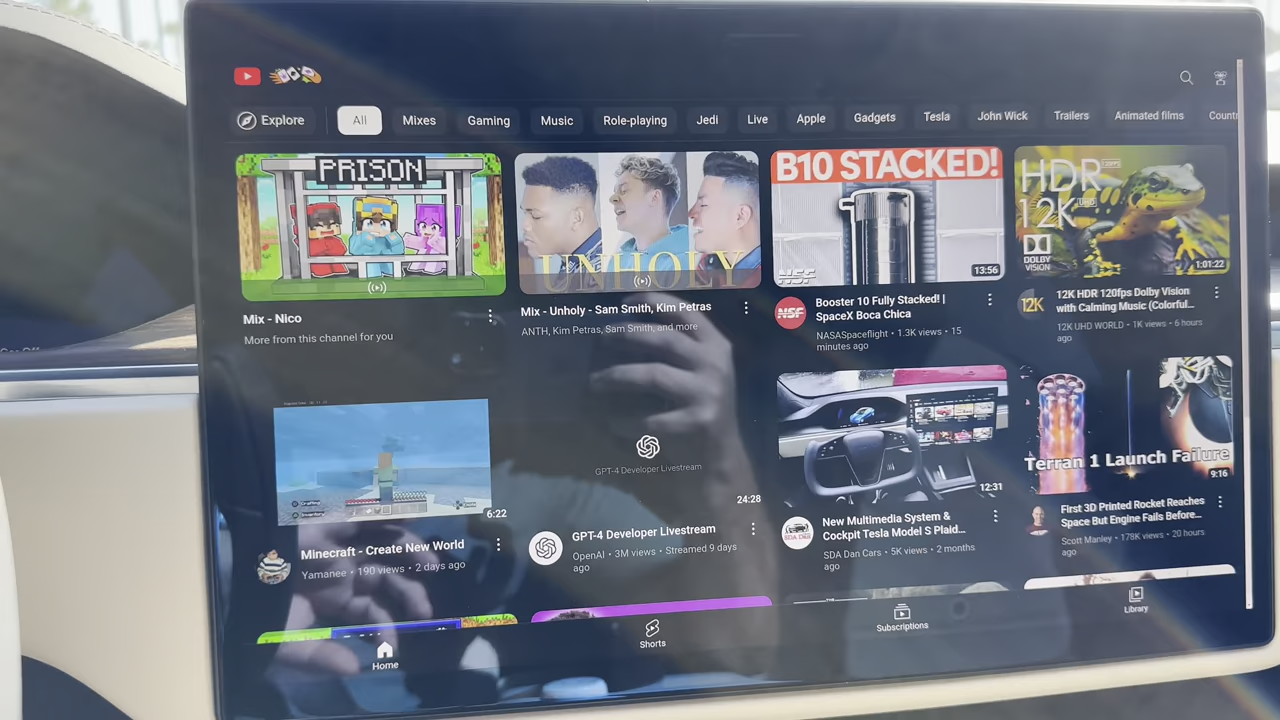 Explore
All
Mixes
Gaming
Music
Role-playing
Jedi
Live
Apple
Gadgets
Tesla
John Wick
Trailers
Animated films
Count
PRISON
UNHOLY
B10 STACKED!
NSF
13:56
HDR
12K UHD
DOLBY
VISION
1:01:22
Mix - Nico
More from this channel for you
Mix - Unholy - Sam Smith, Kim Petras
ANTH, Kim Petras, Sam Smith, and more
NSF
Booster 10 Fully Stacked! |
SpaceX Boca Chica
NASASpaceflight • 1.3K views • 15
minutes ago
12K
12K HDR 120fps Dolby Vision
with Calming Music (Colorful...
12K UHD WORLD • 1K views • 6 hours
ago
6:22
GPT-4 Developer Livestream
24:28
12:31
Terran 1 Launch Failure
9:16
Minecraft - Create New World
Yamanee • 190 views • 2 days ago
GPT-4 Developer Livestream
OpenAI • 3M views • Streamed 9 days
ago
SDA Dan Cars
New Multimedia System &
Cockpit Tesla Model S Plaid...
SDA Dan Cars • 5K views • 2 months
ago
First 3D Printed Rocket Reaches
Space But Engine Fails Before...
Scott Manley • 178K views • 20 hours
ago
Home
Shorts
Subscriptions
Library